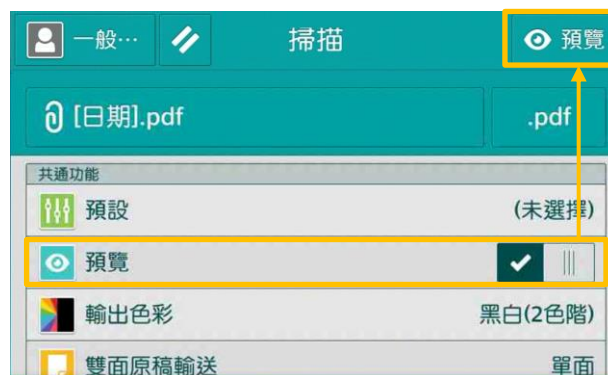 一般… 掃描 預覽
[日期].pdf .pdf
共通功能
預設 (未選擇)
預覽
輸出色彩 黑白(2色階)
雙面原稿輸送 單面